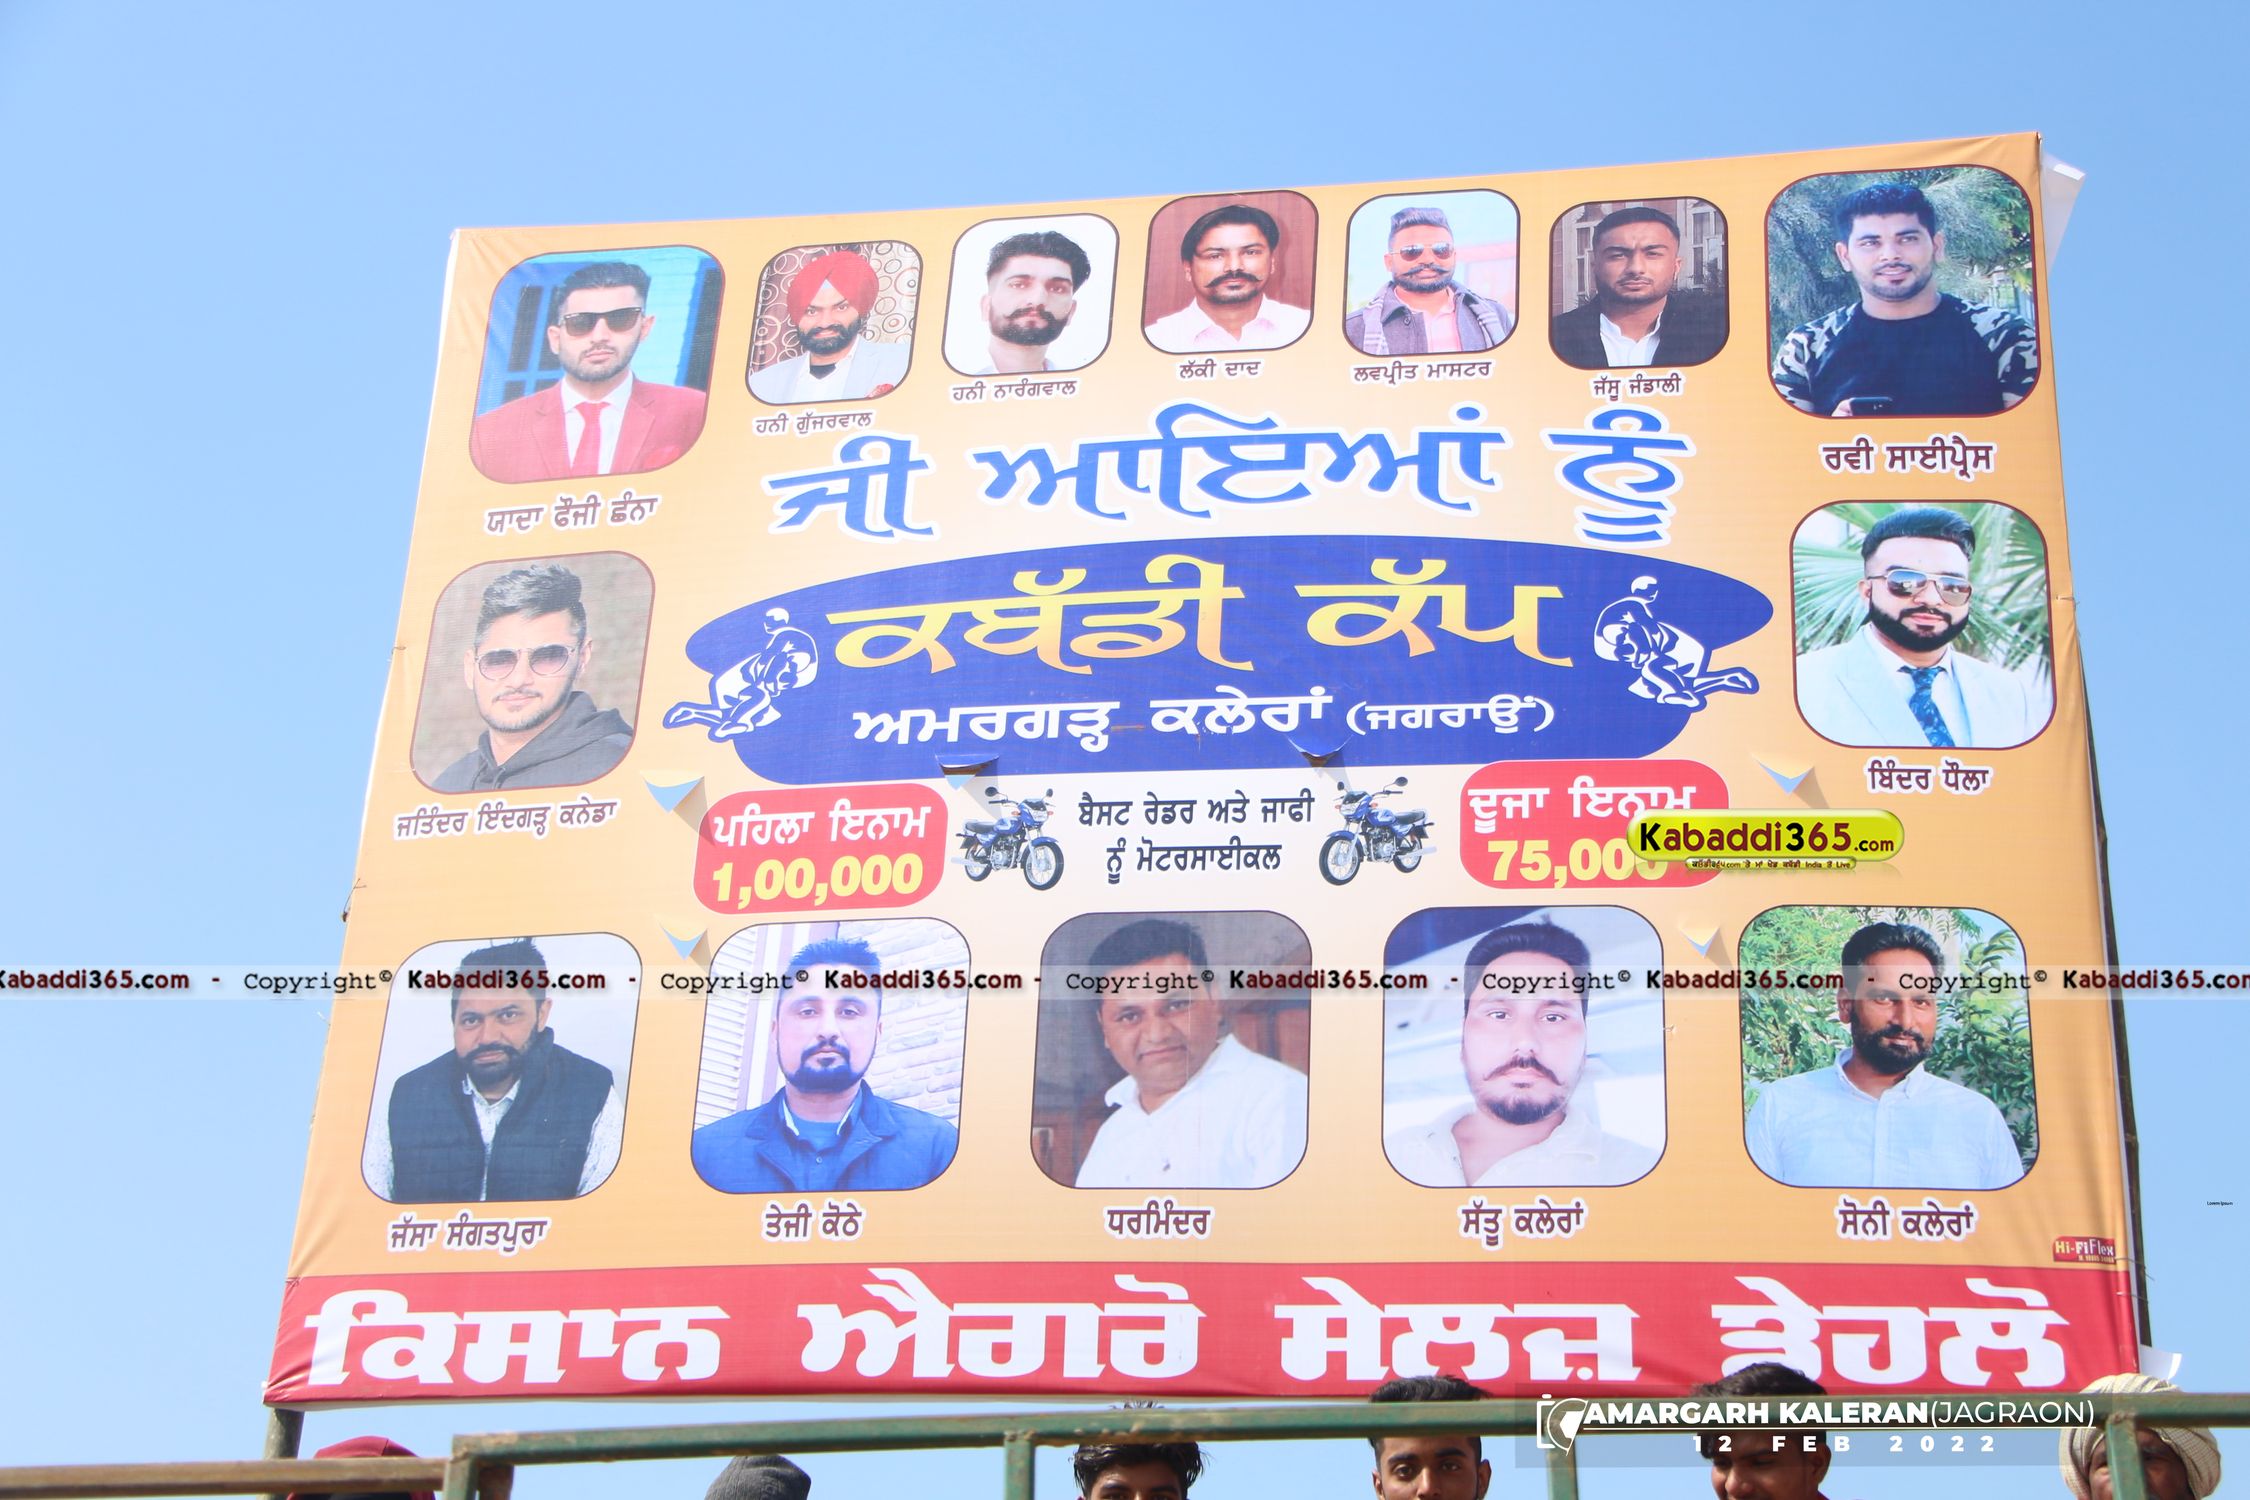 ਯਾਦਾ ਫੌਜੀ ਛੰਨਾ
ਹਨੀ ਗੁੱਜਰਵਾਲ
ਹਨੀ ਨਾਰੰਗਵਾਲ
ਲੱਕੀ ਦਾਦ
ਲਵਪ੍ਰੀਤ ਮਾਸਟਰ
ਜੱਸੂ ਜੰਡਾਲੀ
ਰਵੀ ਸਾਈਪ੍ਰੈਸ
ਜੀ ਆਇਆਂ ਨੂੰ
ਕਬੱਡੀ ਕੱਪ
ਅਮਰਗੜ੍ਹ ਕਲੇਰਾਂ (ਜਗਰਾਉਂ)
ਜਤਿੰਦਰ ਇੰਦਗੜ੍ਹ ਕਨੇਡਾ
ਬਿੰਦਰ ਧੌਲਾ
ਪਹਿਲਾ ਇਨਾਮ
1,00,000
ਬੈਸਟ ਰੇਡਰ ਅਤੇ ਜਾਫੀ
ਨੂੰ ਮੋਟਰਸਾਈਕਲ
ਦੂਜਾ ਇਨਾਮ
75,000
Kabaddi365.com
Kabaddi365.com - Copyright© Kabaddi365.com - Copyright© Kabaddi365.com - Copyright© Kabaddi365.com - Copyright© Kabaddi365.com - Copyright© Kabaddi365.com
ਜੱਸਾ ਸੰਗਤਪੁਰਾ
ਤੇਜੀ ਕੋਠੇ
ਧਰਮਿੰਦਰ
ਸੱਤੂ ਕਲੇਰਾਂ
ਸੋਨੀ ਕਲੇਰਾਂ
Lorem Ipsum
Hi-Fi Flex
ਕਿਸਾਨ ਐਗਰੋ ਸੇਲਜ਼ ਡੇਹਲੋਂ
AMARGARH KALERAN(JAGRAON)
12 FEB 2022